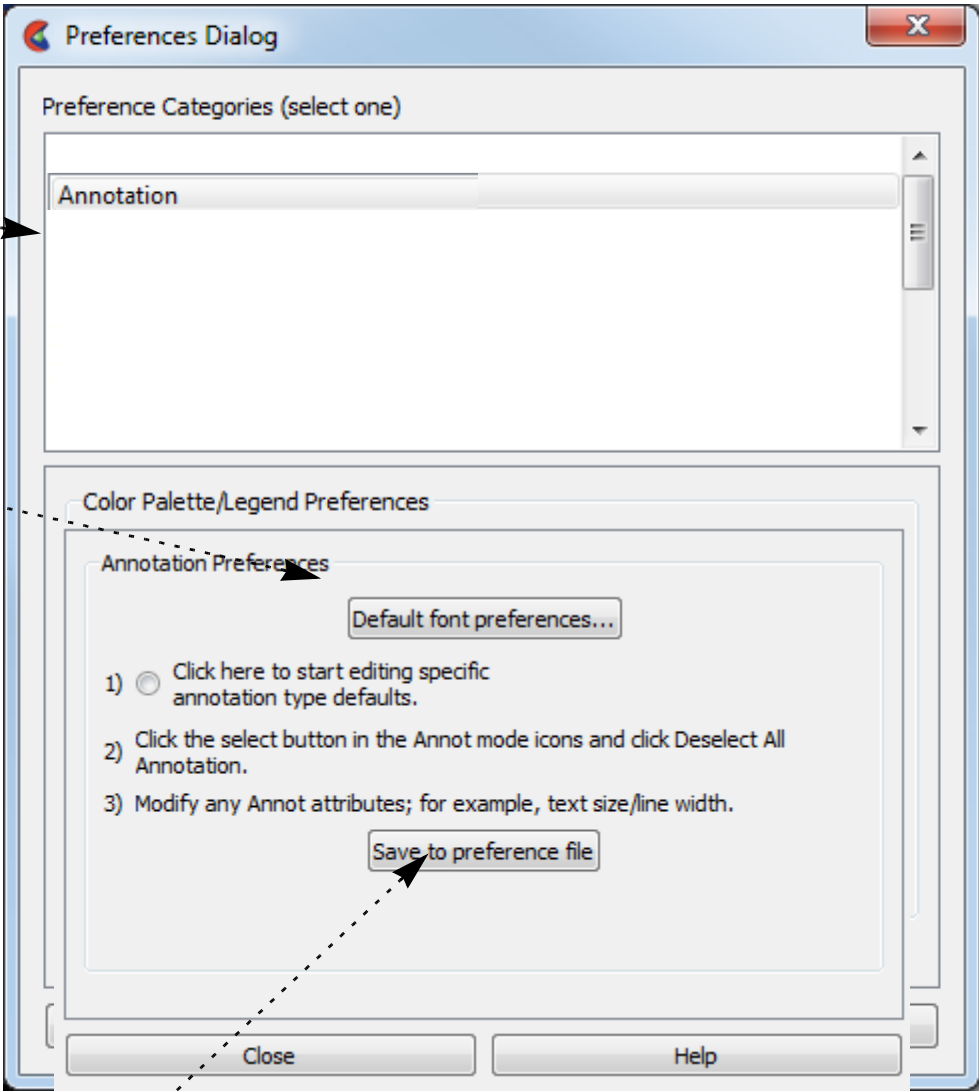 Preferences Dialog
Preference Categories (select one)
Annotation
Color Palette/Legend Preferences
Annotation Preferences
Default font preferences...
1) Click here to start editing specific
annotation type defaults.
2) Click the select button in the Annot mode icons and click Deselect All
Annotation.
3) Modify any Annot attributes; for example, text size/line width.
Save to preference file
Close Help